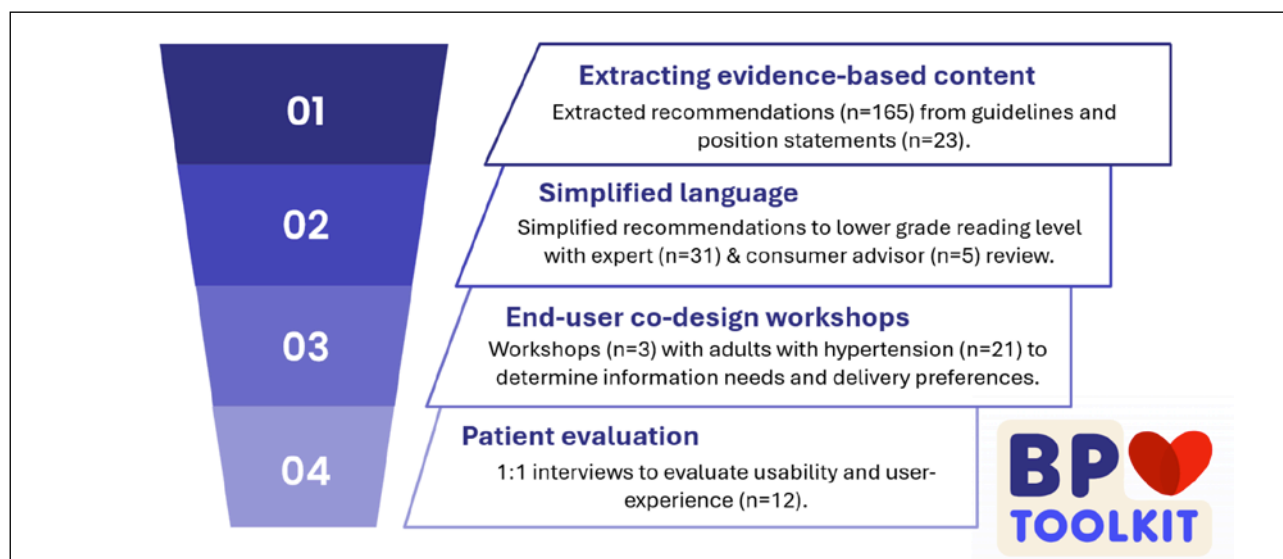 01
Extracting evidence-based content
Extracted recommendations (n=165) from guidelines and
position statements (n=23).
02
Simplified language
Simplified recommendations to lower grade reading level
with expert (n=31) & consumer advisor (n=5) review.
03
End-user co-design workshops
Workshops (n=3) with adults with hypertension (n=21) to
determine information needs and delivery preferences.
04
Patient evaluation
1:1 interviews to evaluate usability and user-
experience (n=12).
BP
TOOLKIT